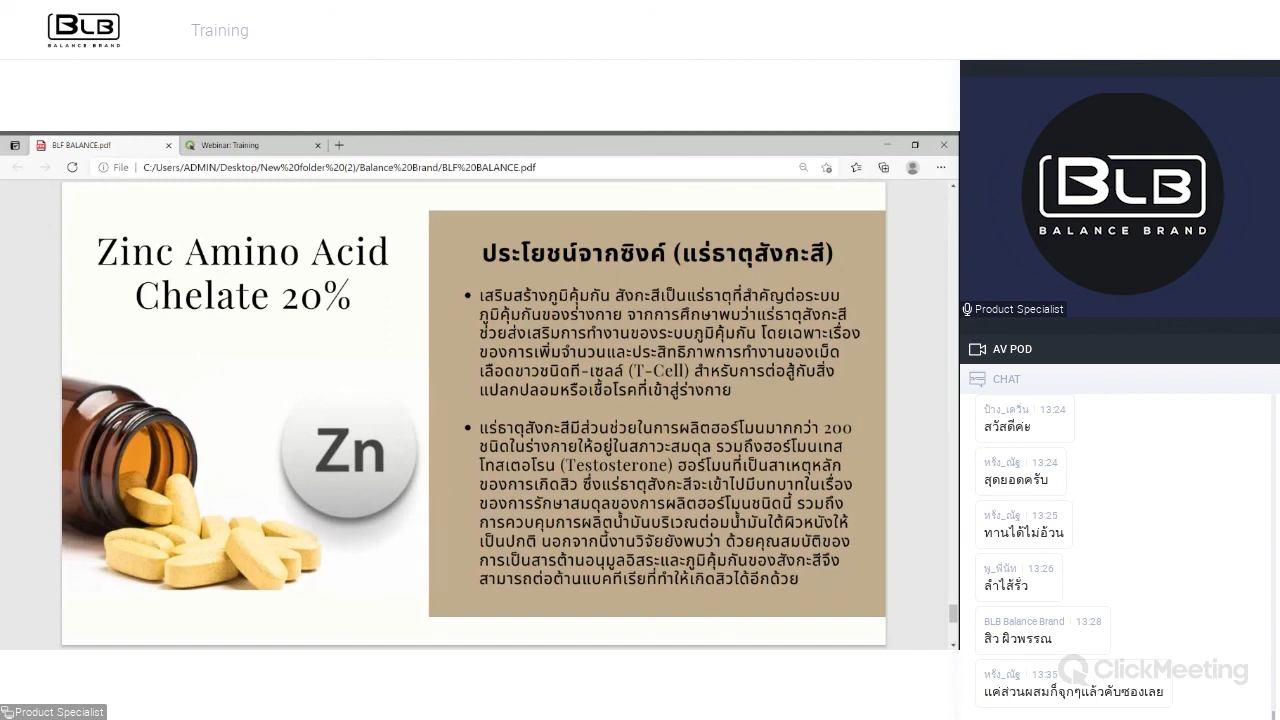 BLB
BALANCE BRAND
Training
BLF BALANCE.pdf
Webinar: Training
File
C:/Users/ADMIN/Desktop/New%20folder%20(2)/Balance%20Brand/BLF%20BALANCE.pdf
Zinc Amino Acid
Chelate 20%
Zn
ประโยชน์จากซิงค์ (แร่ธาตุสังกะสี)
• เสริมสร้างภูมิคุ้มกัน สังกะสีเป็นแร่ธาตุที่สำคัญต่อระบบ
ภูมิคุ้มกันของร่างกาย จากการศึกษาพบว่าแร่ธาตุสังกะสี
ช่วยส่งเสริมการทำงานของระบบภูมิคุ้มกัน โดยเฉพาะเรื่อง
ของการเพิ่มจำนวนและประสิทธิภาพการทำงานของเม็ด
เลือดขาวชนิดที-เซลล์ (T-Cell) สำหรับการต่อสู้กับสิ่ง
แปลกปลอมหรือเชื้อโรคที่เข้าสู่ร่างกาย
• แร่ธาตุสังกะสีมีส่วนช่วยในการผลิตฮอร์โมนมากกว่า 200
ชนิดในร่างกายให้อยู่ในสภาวะสมดุล รวมถึงฮอร์โมนเทส
โทสเตอโรน (Testosterone) ฮอร์โมนที่เป็นสาเหตุหลัก
ของการเกิดสิว ซึ่งแร่ธาตุสังกะสีจะเข้าไปมีบทบาทในเรื่อง
ของการรักษาสมดุลของการผลิตฮอร์โมนชนิดนี้ รวมถึง
การควบคุมการผลิตน้ำมันบริเวณต่อมน้ำมันใต้ผิวหนังให้
เป็นปกติ นอกจากนี้งานวิจัยยังพบว่า ด้วยคุณสมบัติของ
การเป็นสารต้านอนุมูลอิสระและภูมิคุ้มกันของสังกะสีจึง
สามารถต่อต้านแบคทีเรียที่ทำให้เกิดสิวได้อีกด้วย
Product Specialist
BLB
BALANCE BRAND
Product Specialist
AV POD
CHAT
ป้าง_เควิน 13:24
สวัสดีค่ะ
หรั่ง_ณัฐ 13:24
สุดยอดครับ
หรั่ง_ณัฐ 13:25
ทานได้ไม่อ้วน
พู_พี่นัท 13:26
ลำไส้รั่ว
BLB Balance Brand 13:28
สิว ผิวพรรณ
หรั่ง_ณัฐ 13:35
แค่ส่วนผสมก็จุกๆแล้วคับซองเลย
ClickMeeting